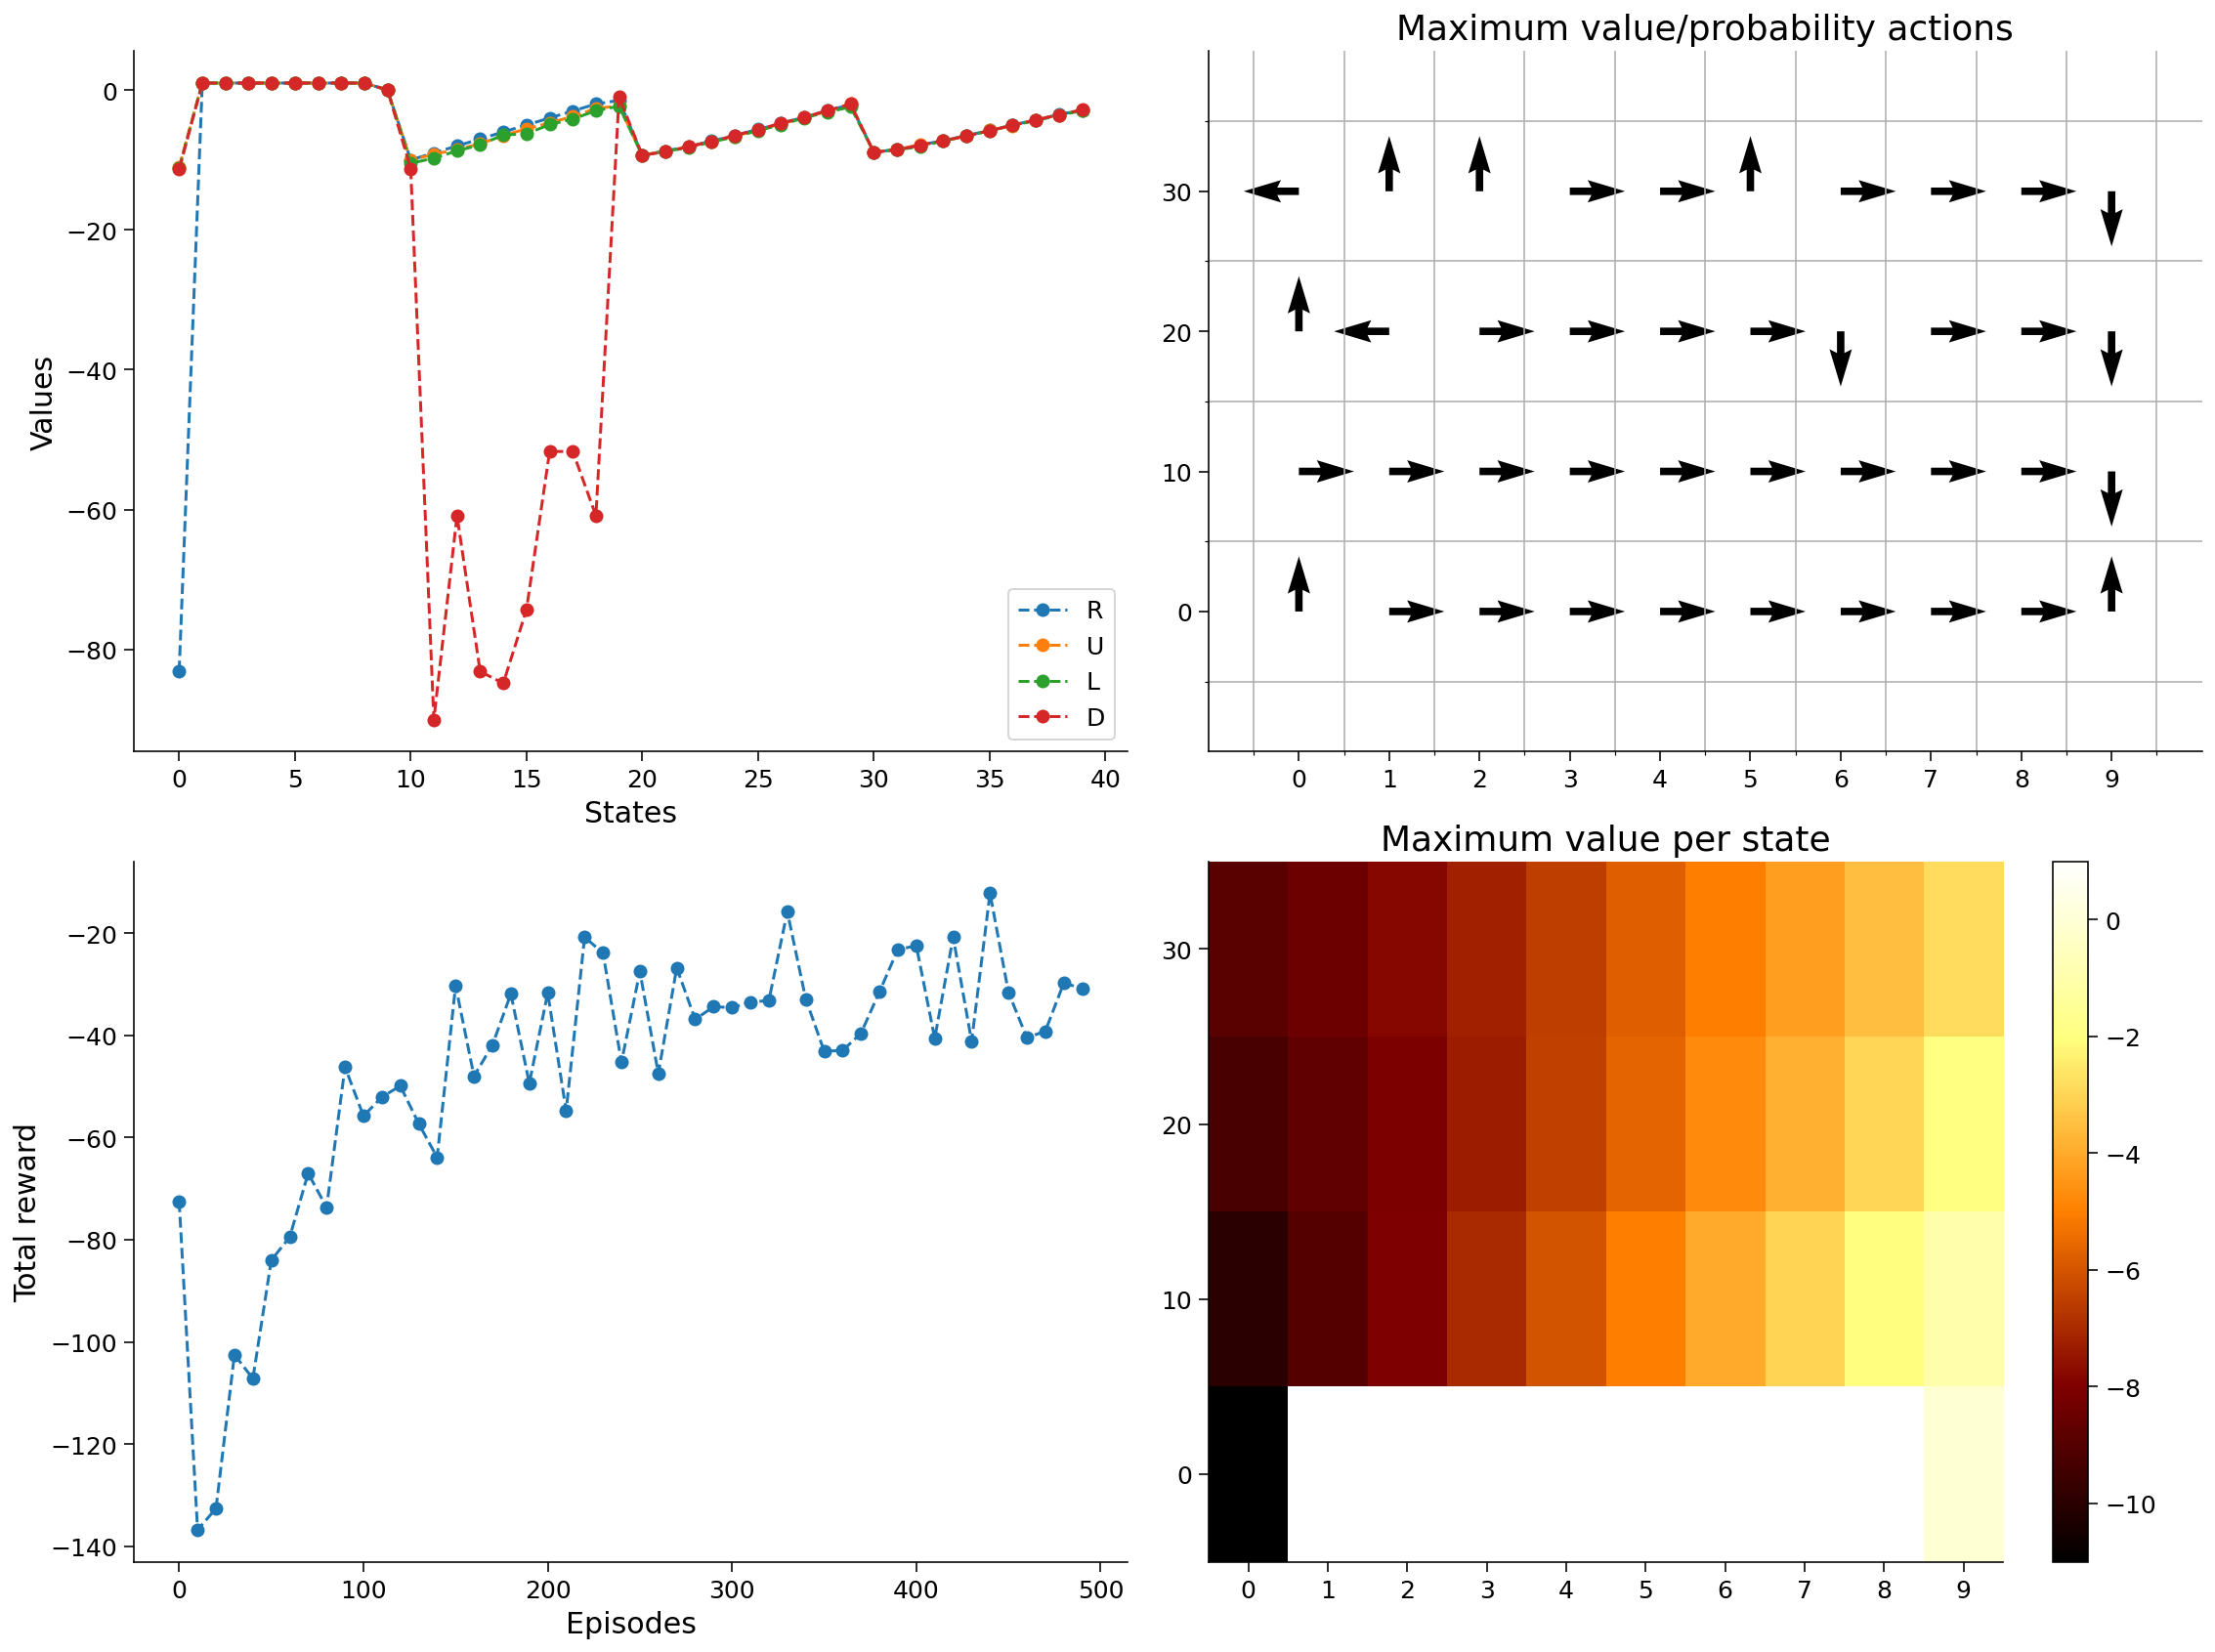 0
−20
−40
−60
−80
Values
0 5 10 15 20 25 30 35 40
States
R
U
L
D
Maximum value/probability actions
30
20
10
0
0 1 2 3 4 5 6 7 8 9
−20
−40
−60
−80
−100
−120
−140
Total reward
0 100 200 300 400 500
Episodes
Maximum value per state
30
20
10
0
0 1 2 3 4 5 6 7 8 9
0
−2
−4
−6
−8
−10